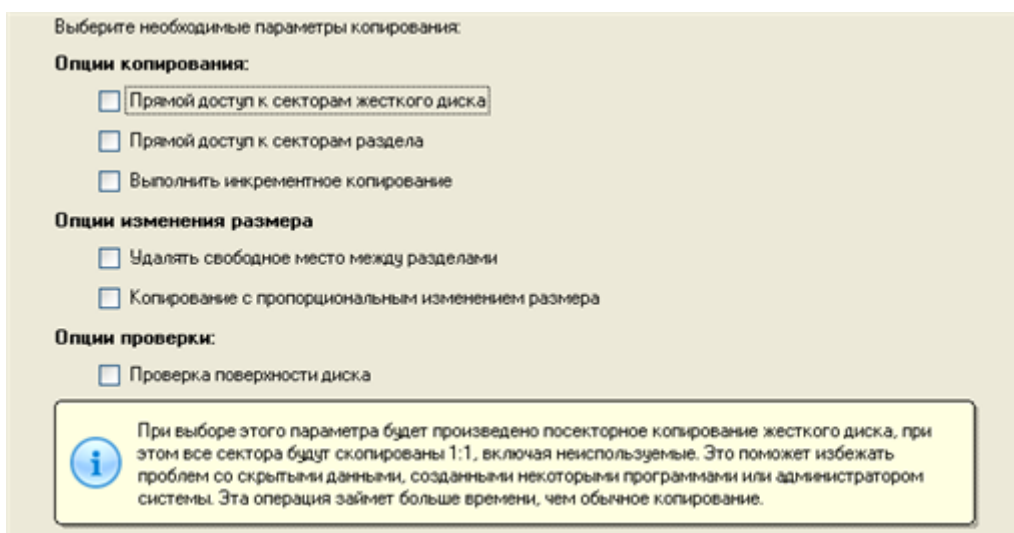 Выберите необходимые параметры копирования:
Опции копирования:
Прямой доступ к секторам жесткого диска
Прямой доступ к секторам раздела
Выполнить инкрементное копирование
Опции изменения размера
Удалять свободное место между разделами
Копирование с пропорциональным изменением размера
Опции проверки:
Проверка поверхности диска
При выборе этого параметра будет произведено посекторное копирование жесткого диска, при
этом все сектора будут скопированы 1:1, включая неиспользуемые. Это поможет избежать
проблем со скрытыми данными, созданными некоторыми программами или администратором
системы. Эта операция займет больше времени, чем обычное копирование.